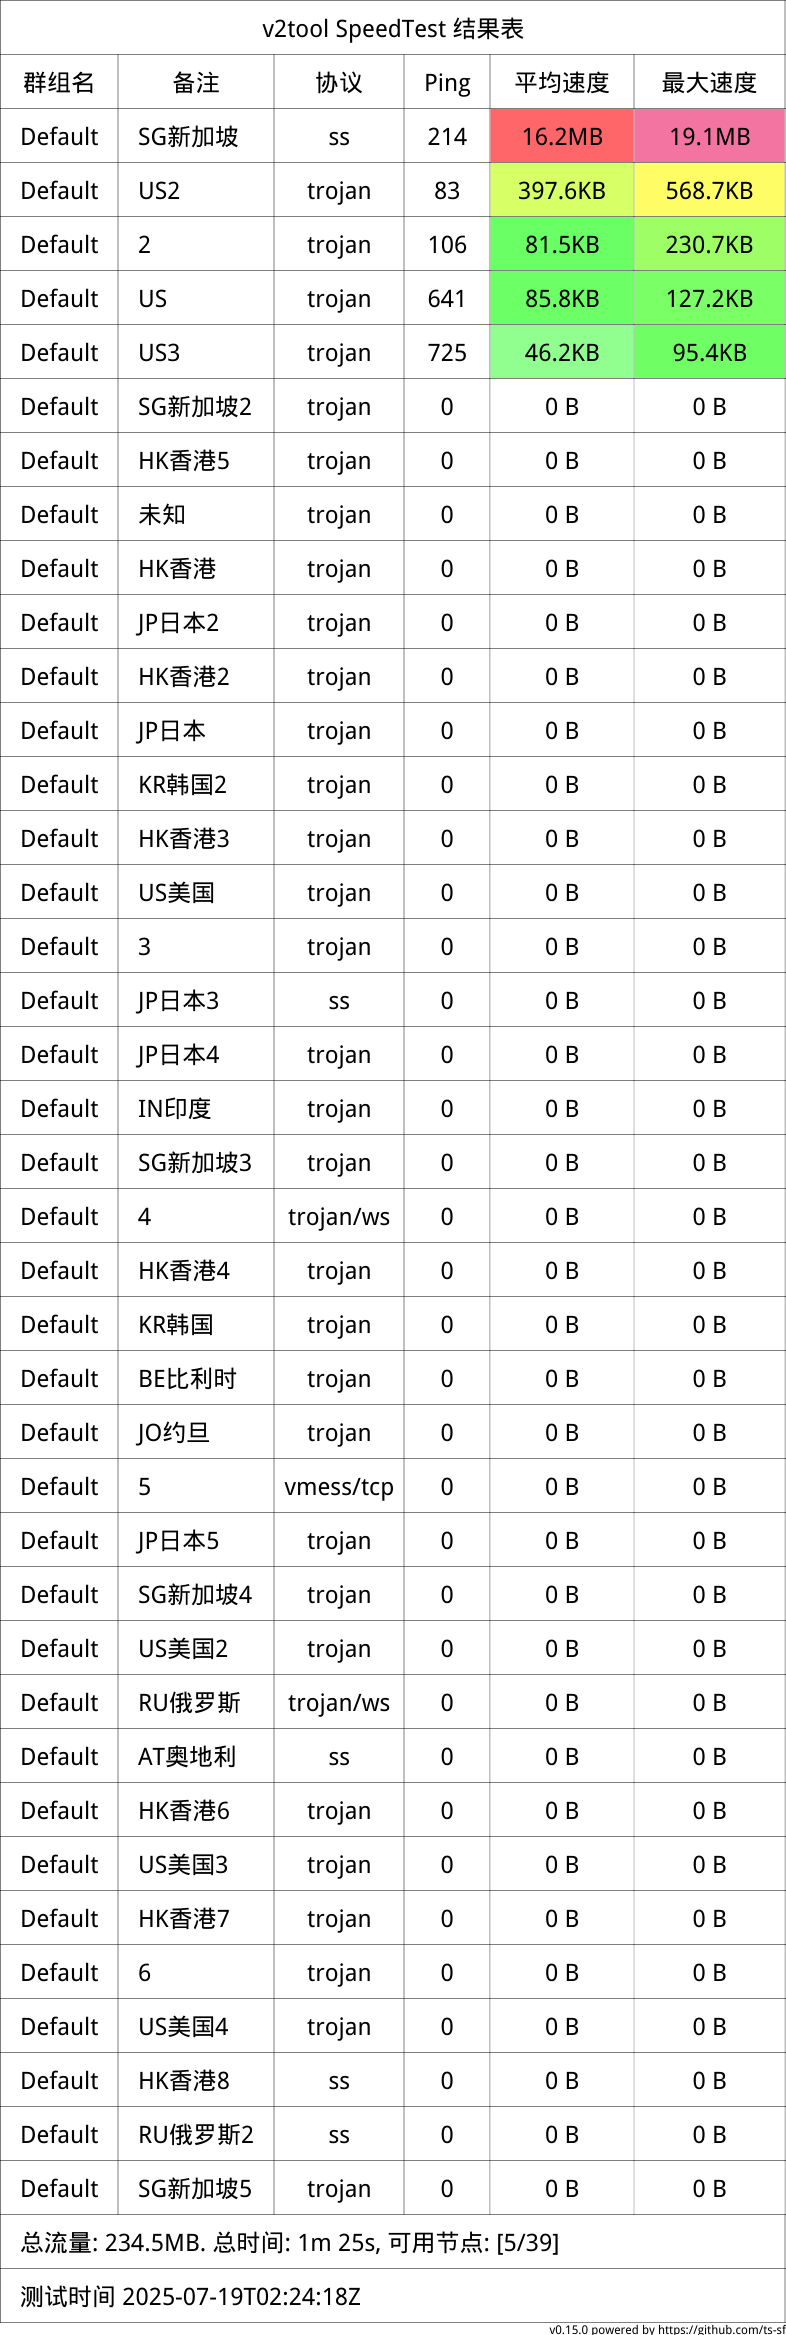 v2tool SpeedTest 结果表
群组名 备注 协议 Ping 平均速度 最大速度
Default SG新加坡 ss 214 16.2MB 19.1MB
Default US2 trojan 83 397.6KB 568.7KB
Default 2 trojan 106 81.5KB 230.7KB
Default US trojan 641 85.8KB 127.2KB
Default US3 trojan 725 46.2KB 95.4KB
Default SG新加坡2 trojan 0 0 B 0 B
Default HK香港5 trojan 0 0 B 0 B
Default 未知 trojan 0 0 B 0 B
Default HK香港 trojan 0 0 B 0 B
Default JP日本2 trojan 0 0 B 0 B
Default HK香港2 trojan 0 0 B 0 B
Default JP日本 trojan 0 0 B 0 B
Default KR韩国2 trojan 0 0 B 0 B
Default HK香港3 trojan 0 0 B 0 B
Default US美国 trojan 0 0 B 0 B
Default 3 trojan 0 0 B 0 B
Default JP日本3 ss 0 0 B 0 B
Default JP日本4 trojan 0 0 B 0 B
Default IN印度 trojan 0 0 B 0 B
Default SG新加坡3 trojan 0 0 B 0 B
Default 4 trojan/ws 0 0 B 0 B
Default HK香港4 trojan 0 0 B 0 B
Default KR韩国 trojan 0 0 B 0 B
Default BE比利时 trojan 0 0 B 0 B
Default JO约旦 trojan 0 0 B 0 B
Default 5 vmess/tcp 0 0 B 0 B
Default JP日本5 trojan 0 0 B 0 B
Default SG新加坡4 trojan 0 0 B 0 B
Default US美国2 trojan 0 0 B 0 B
Default RU俄罗斯 trojan/ws 0 0 B 0 B
Default AT奥地利 ss 0 0 B 0 B
Default HK香港6 trojan 0 0 B 0 B
Default US美国3 trojan 0 0 B 0 B
Default HK香港7 trojan 0 0 B 0 B
Default 6 trojan 0 0 B 0 B
Default US美国4 trojan 0 0 B 0 B
Default HK香港8 ss 0 0 B 0 B
Default RU俄罗斯2 ss 0 0 B 0 B
Default SG新加坡5 trojan 0 0 B 0 B
总流量: 234.5MB. 总时间: 1m 25s, 可用节点: [5/39]
测试时间 2025-07-19T02:24:18Z
v0.15.0 powered by https://github.com/ts-sf